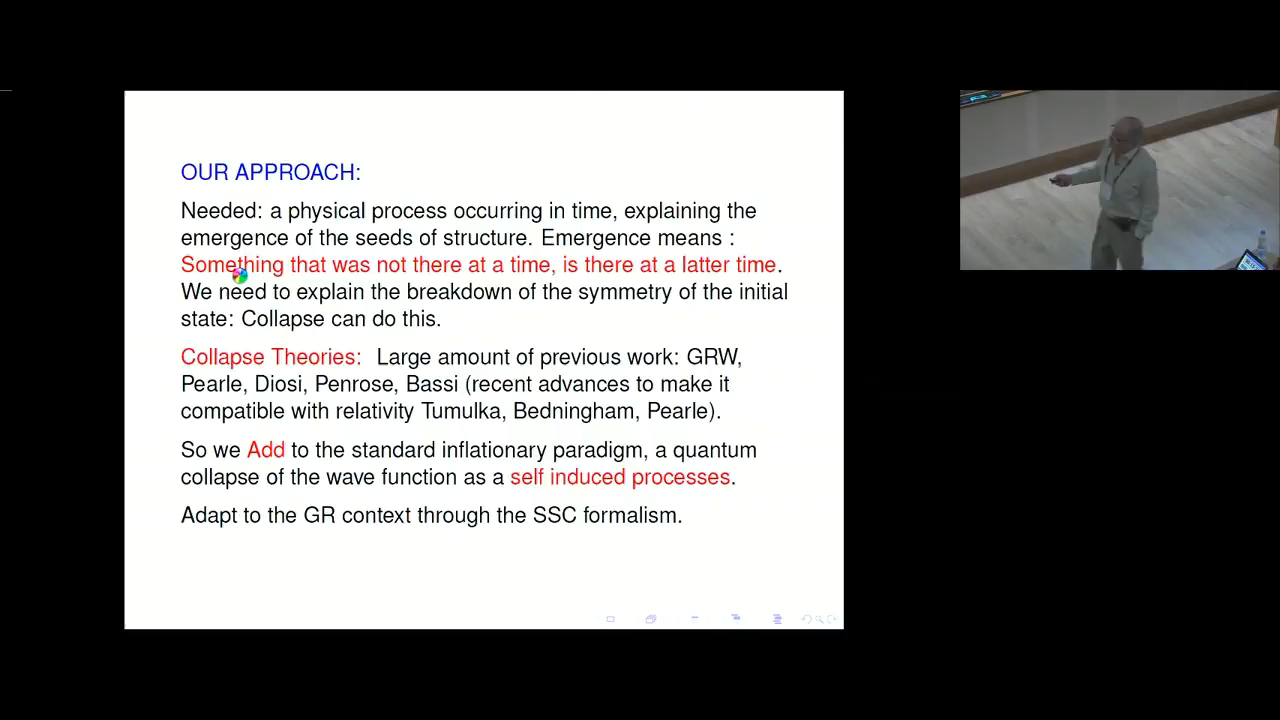 OUR APPROACH:
Needed: a physical process occurring in time, explaining the
emergence of the seeds of structure. Emergence means :
Something that was not there at a time, is there at a latter time.
We need to explain the breakdown of the symmetry of the initial
state: Collapse can do this.
Collapse Theories: Large amount of previous work: GRW,
Pearle, Diosi, Penrose, Bassi (recent advances to make it
compatible with relativity Tumulka, Bedningham, Pearle).
So we Add to the standard inflationary paradigm, a quantum
collapse of the wave function as a self induced processes.
Adapt to the GR context through the SSC formalism.